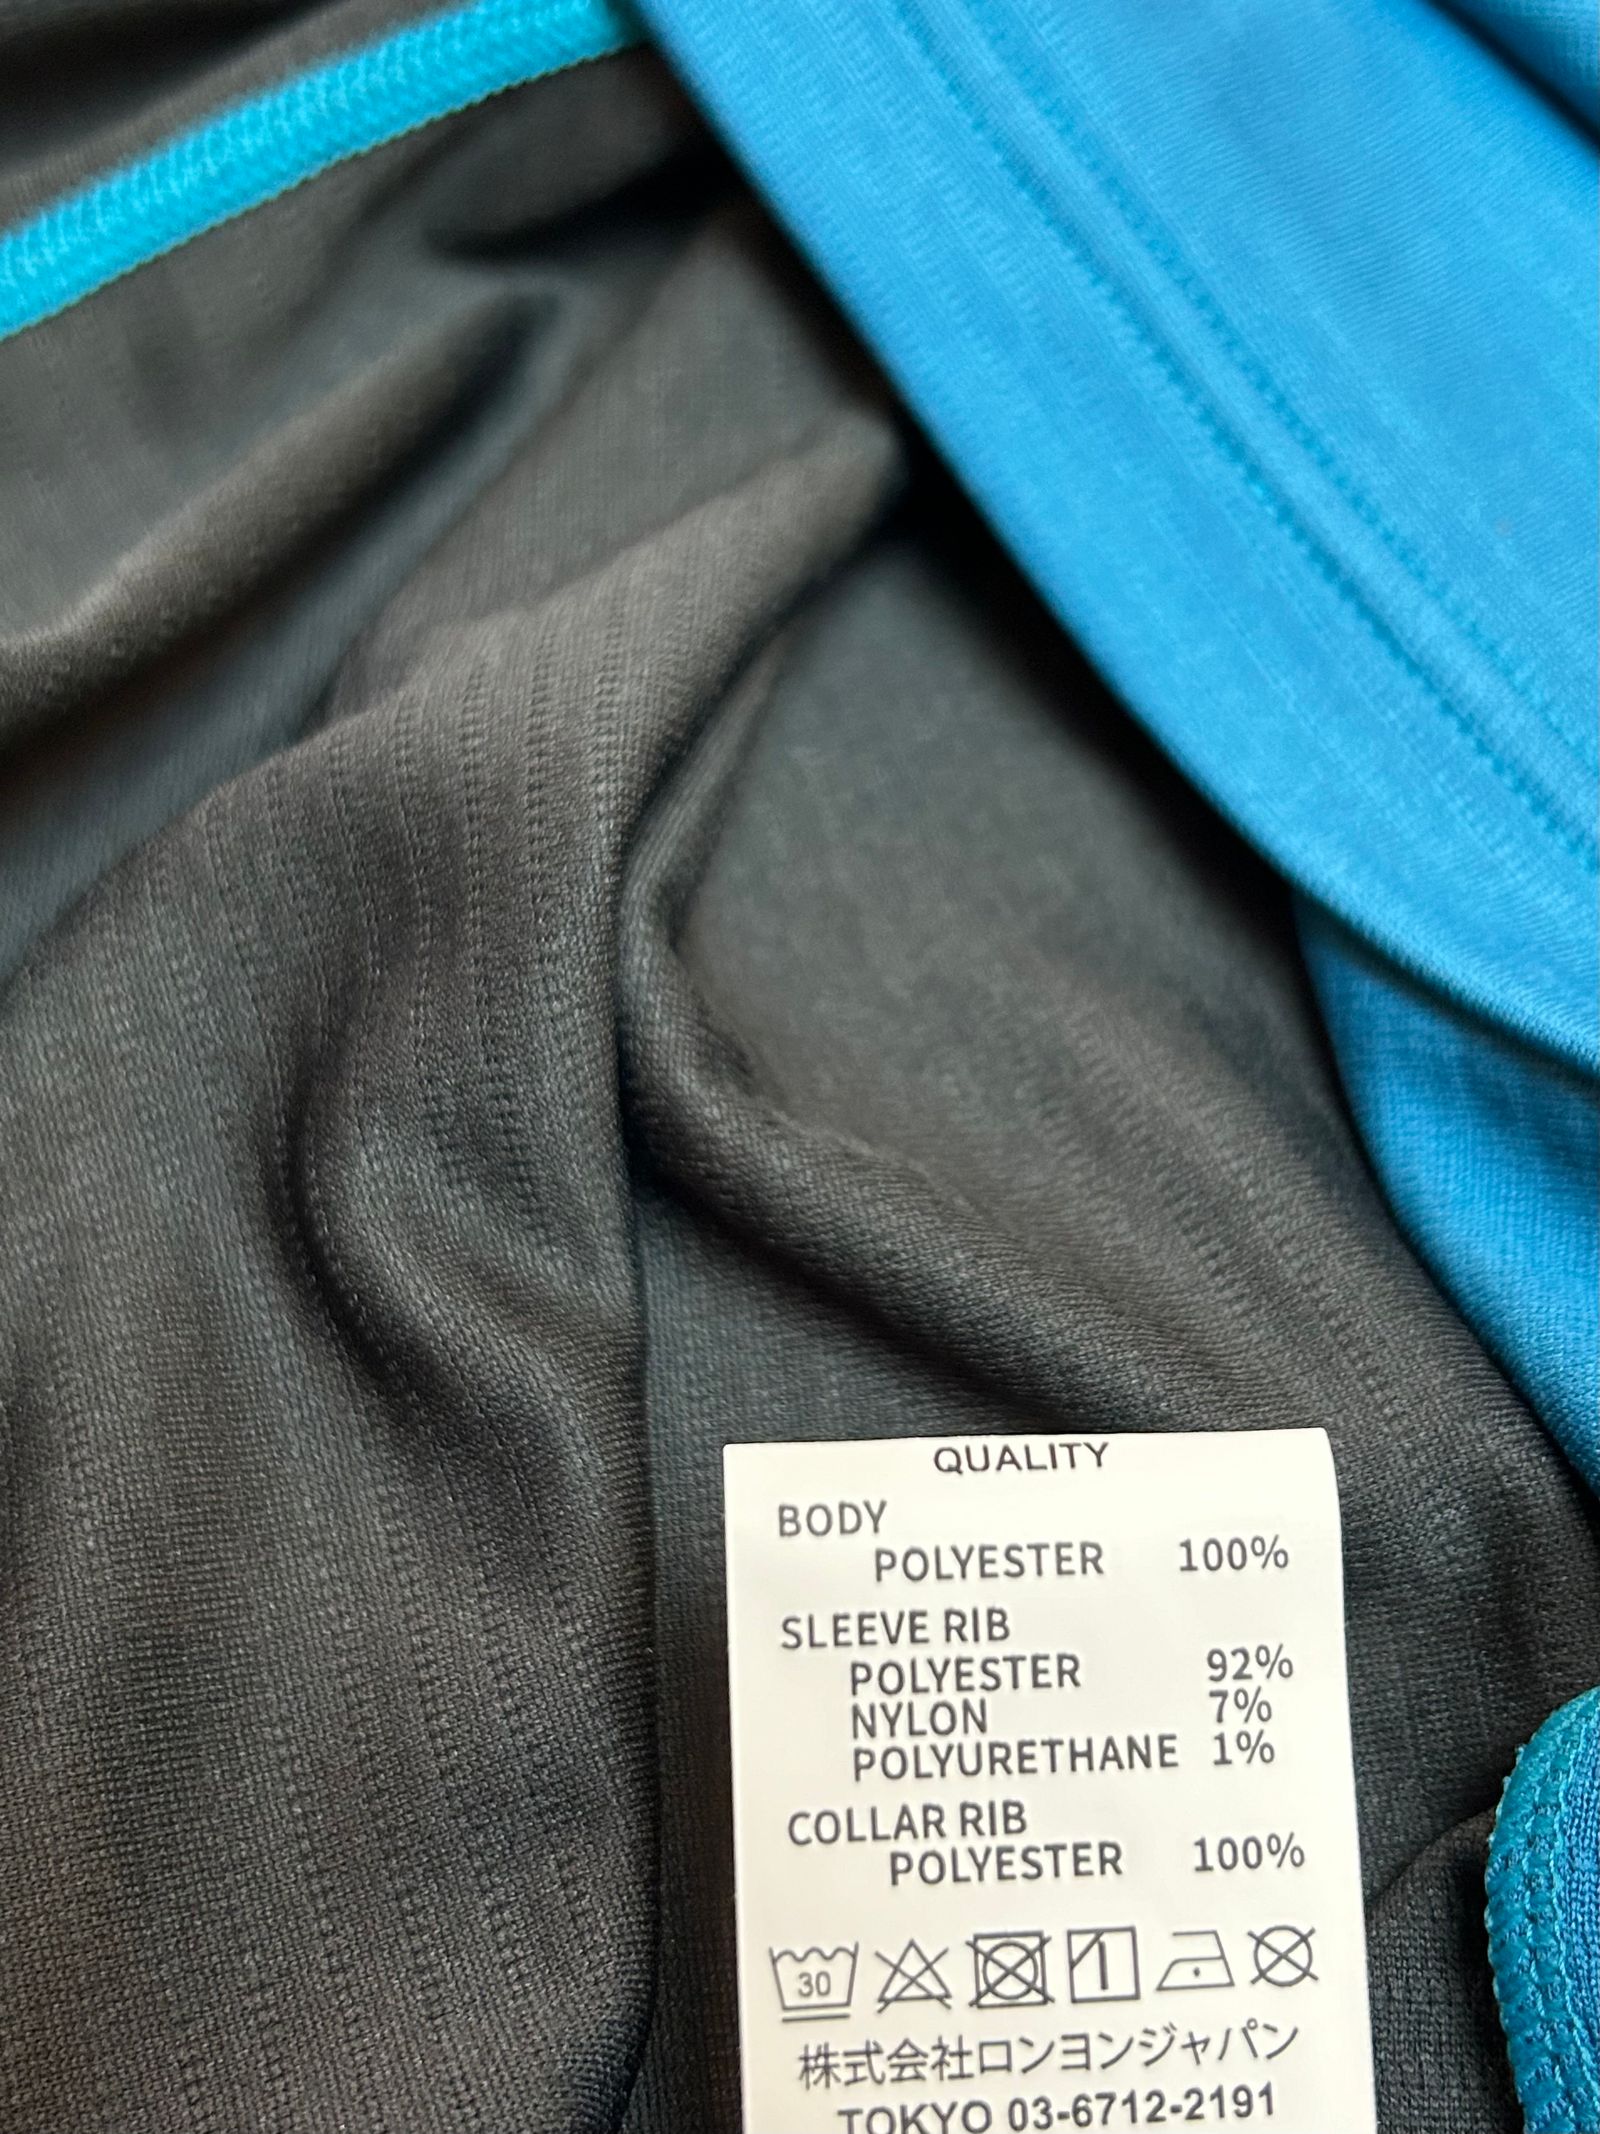 QUALITY
BODY
POLYESTER 100%
SLEEVE RIB
POLYESTER 92%
NYLON 7%
POLYURETHANE 1%
COLLAR RIB
POLYESTER 100%
30
株式会社ロンヨンジャパン
TOKYO 03-6712-2191